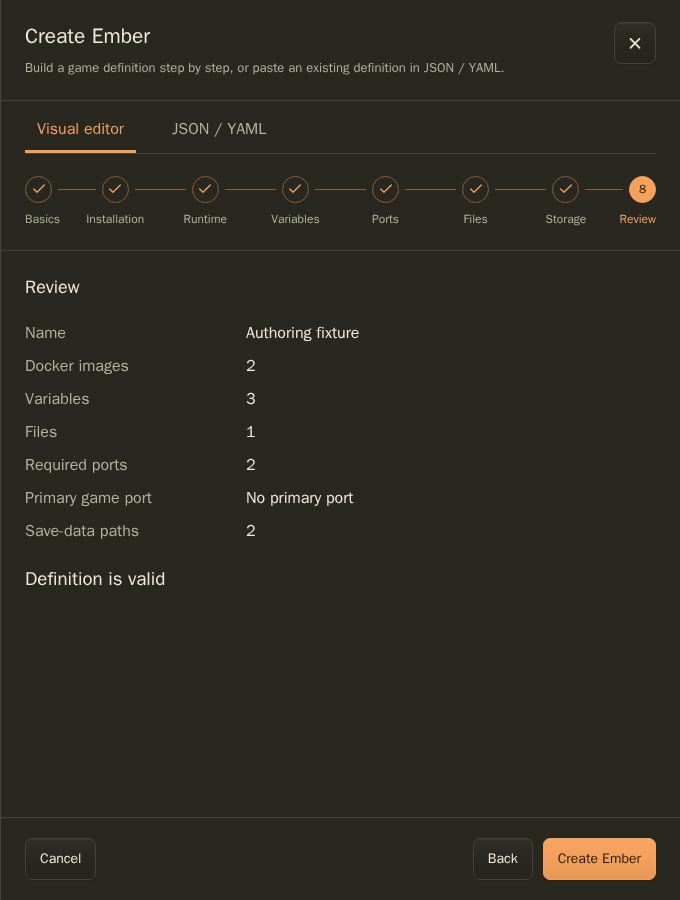 Create Ember
Build a game definition step by step, or paste an existing definition in JSON / YAML.
Visual editor
JSON / YAML
8
Basics
Installation
Runtime
Variables
Ports
Files
Storage
Review
Review
Name Authoring fixture
Docker images 2
Variables 3
Files 1
Required ports 2
Primary game port No primary port
Save-data paths 2
Definition is valid
Cancel
Back
Create Ember